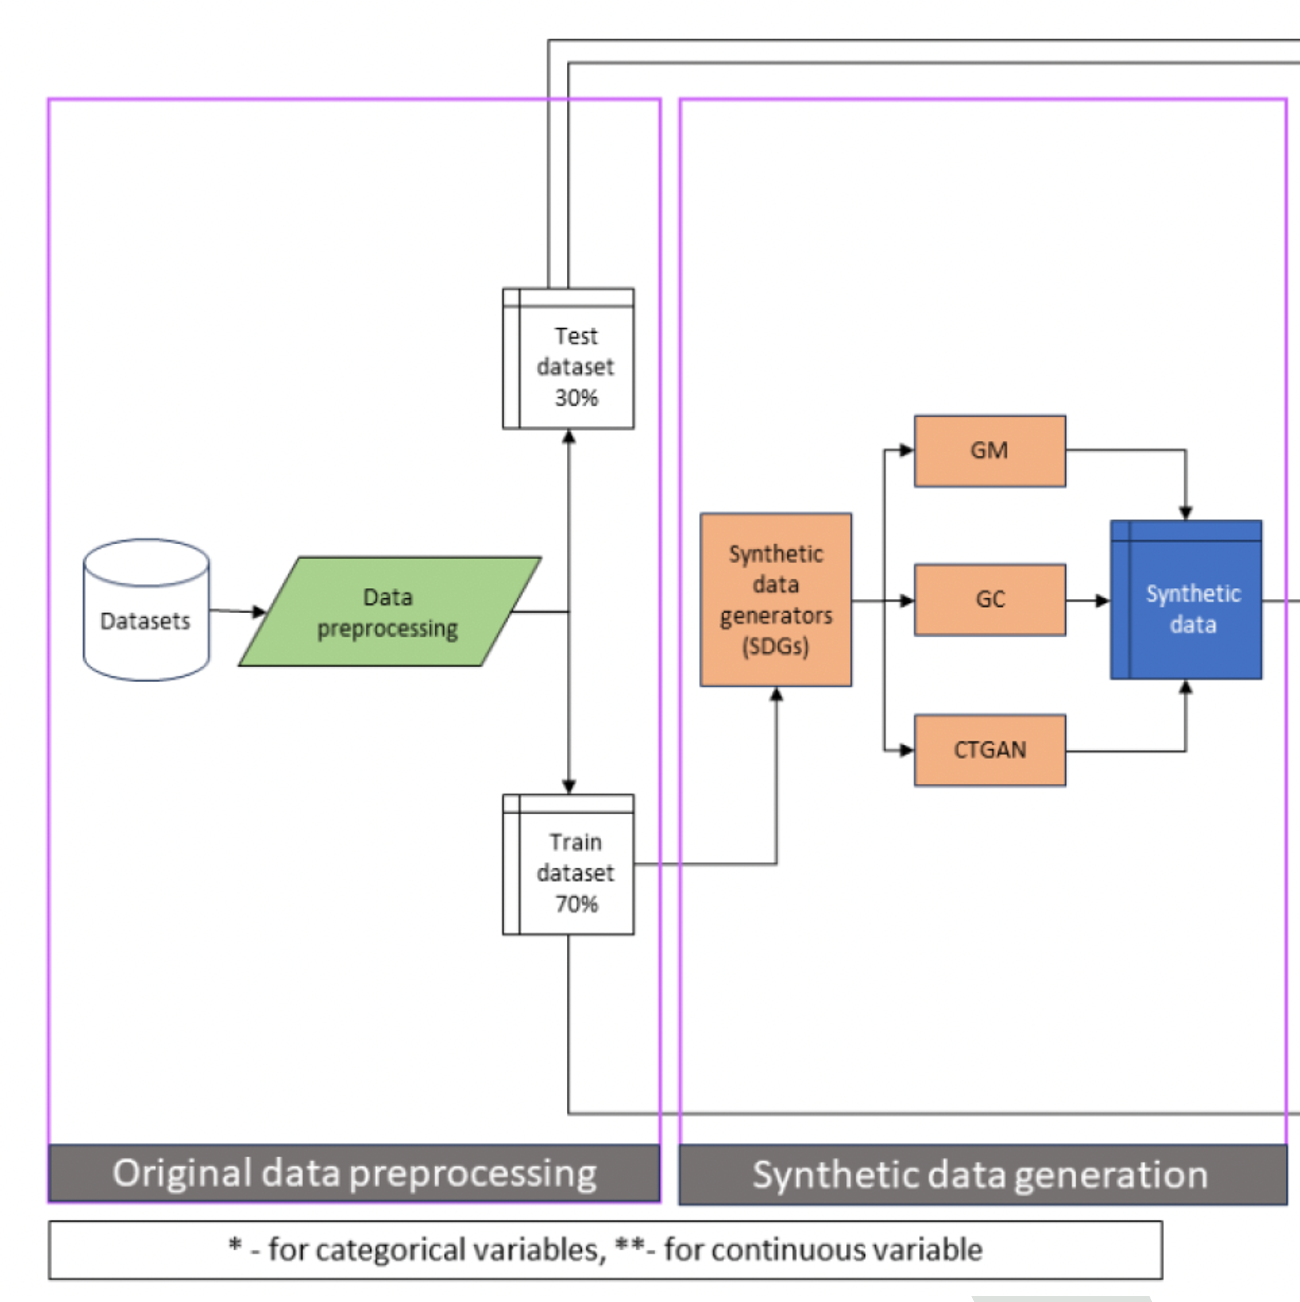 Test
dataset
30%
Datasets
Data
preprocessing
Train
dataset
70%
Original data preprocessing
Synthetic
data
generators
(SDGs)
GM
GC
CTGAN
Synthetic
data
Synthetic data generation
* - for categorical variables, **- for continuous variable